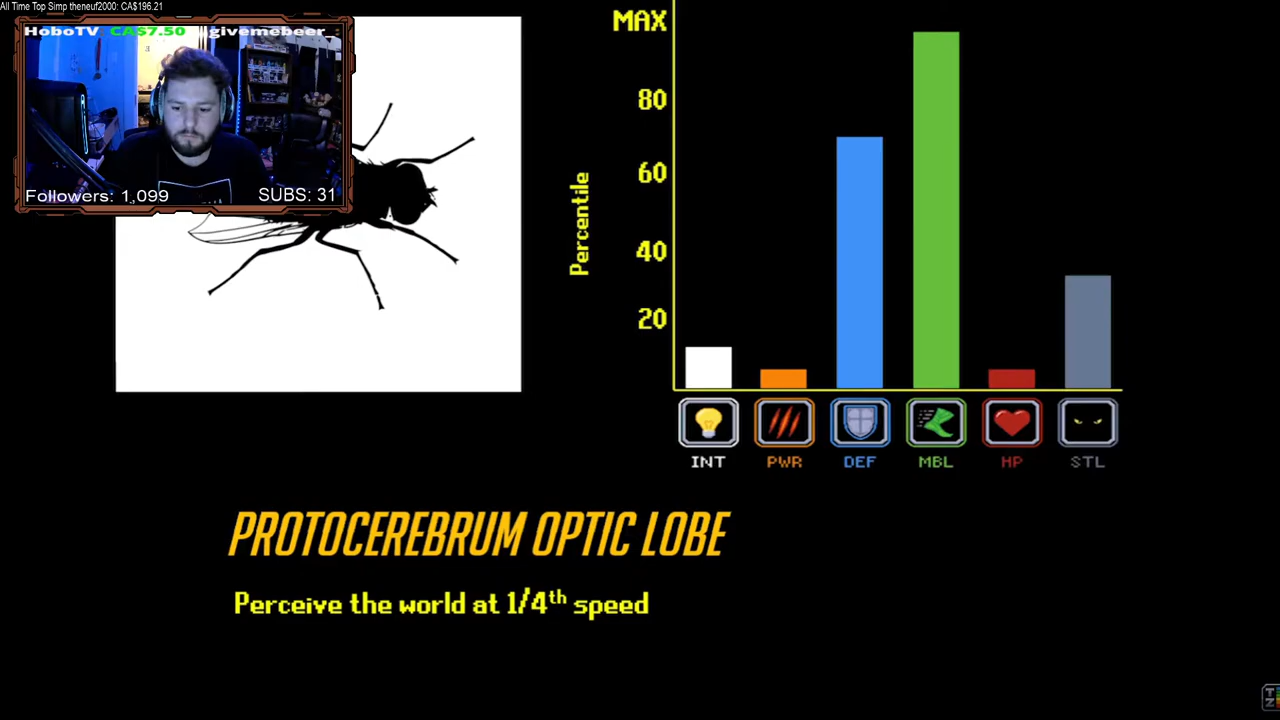 All Time Top Simp theneuf2000: CA$196.21
HoboTV CA$7.50 givemebeer_
Followers: 1,099
SUBS: 31
MAX
80
60
40
20
Percentile
INT
PWR
DEF
MBL
HP
STL
PROTOCEREBRUM OPTIC LOBE
Perceive the world at 1/4th speed
TZ